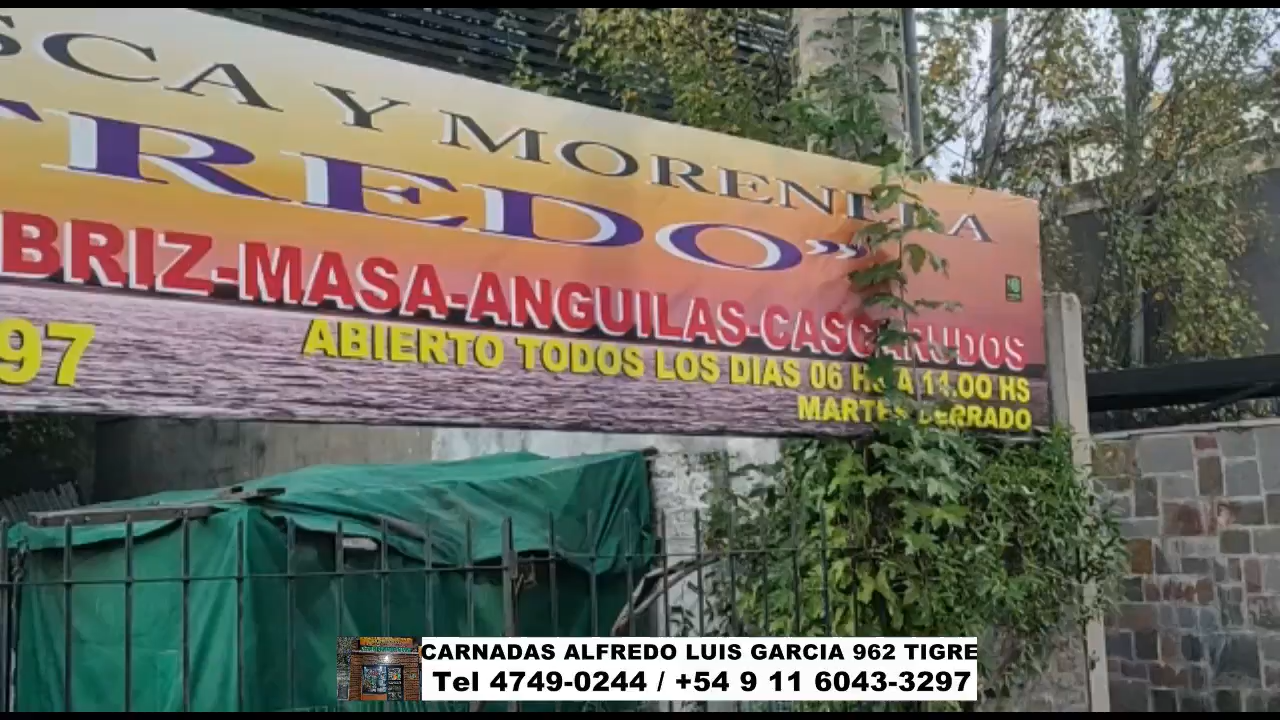 SCA Y MORENITA
FREDO”
BRIZ-MASA-ANGUILAS-CASCARUDOS
97
ABIERTO TODOS LOS DIAS 06 HS A 14.00 HS
MARTES CERRADO
CARNADAS ALFREDO LUIS GARCIA 962 TIGRE
Tel 4749-0244 / +54 9 11 6043-3297